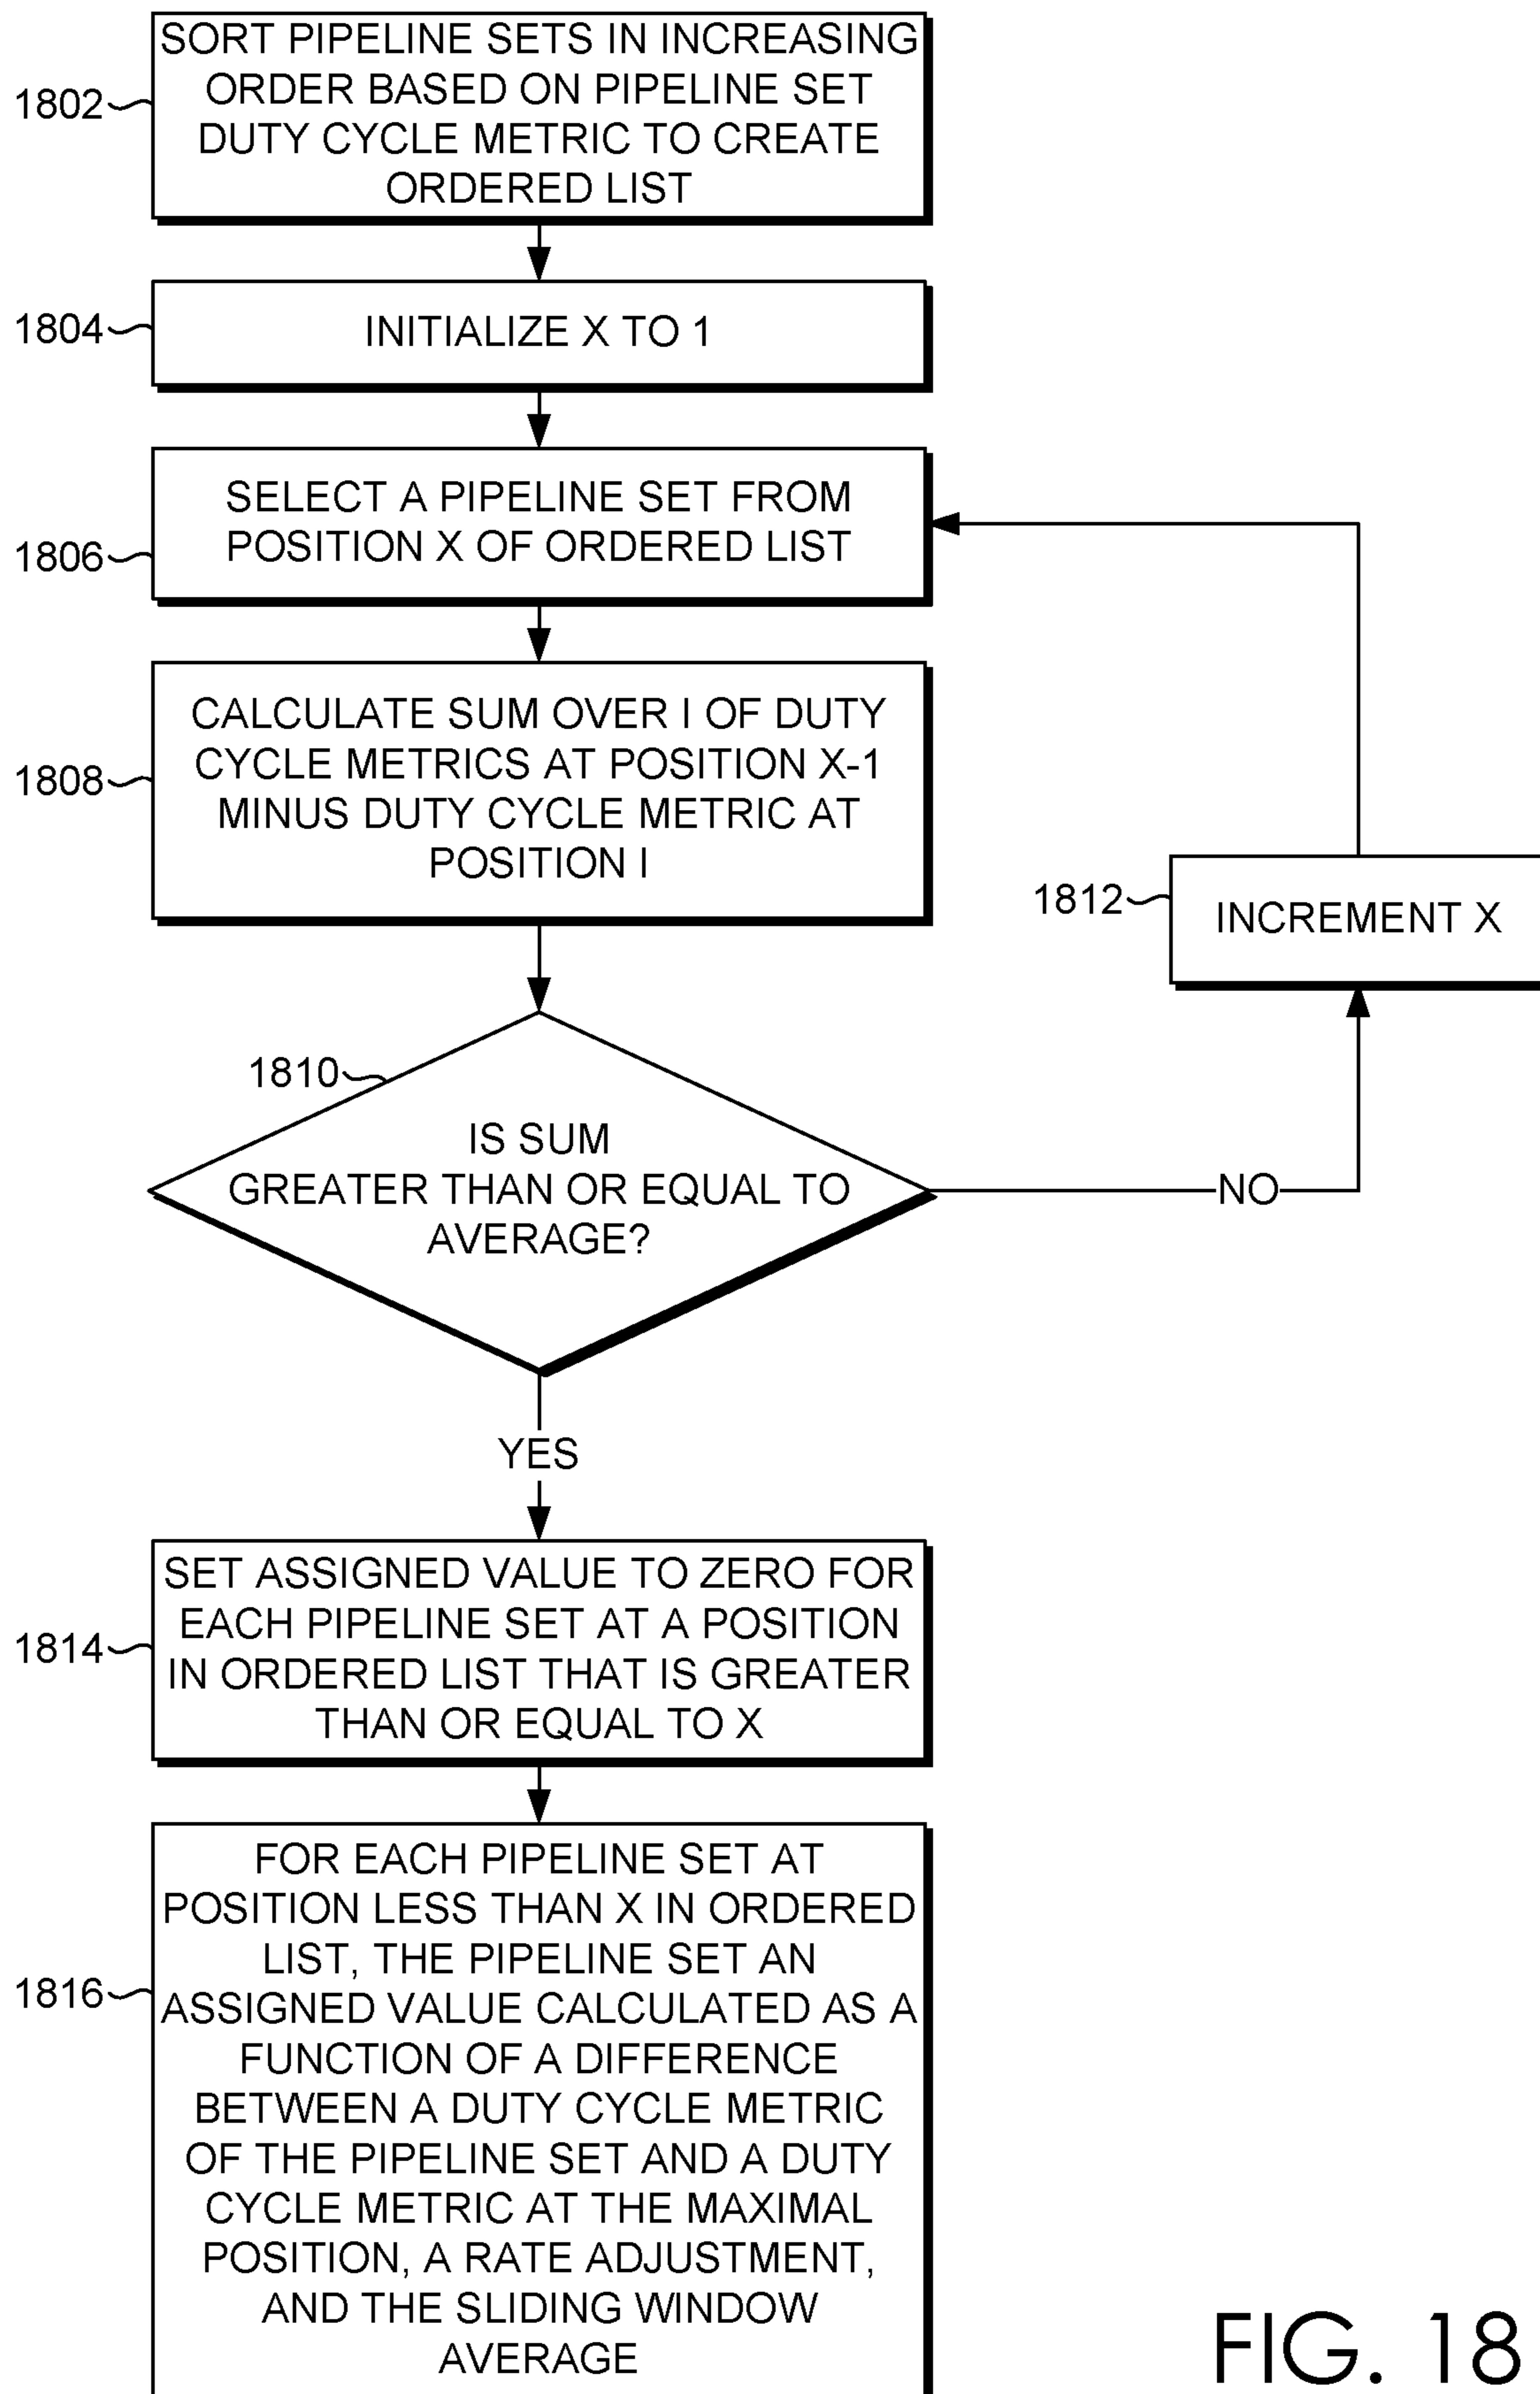 SORT PIPELINE SETS IN INCREASING
ORDER BASED ON PIPELINE SET
DUTY CYCLE METRIC TO CREATE
ORDERED LIST
1802
INITIALIZE X TO 1
1804
SELECT A PIPELINE SET FROM
POSITION X OF ORDERED LIST
1806
CALCULATE SUM OVER I OF DUTY
CYCLE METRICS AT POSITION X-1
MINUS DUTY CYCLE METRIC AT
POSITION I
1808
1812
INCREMENT X
1810
IS SUM
GREATER THAN OR EQUAL TO
AVERAGE?
NO
YES
SET ASSIGNED VALUE TO ZERO FOR
EACH PIPELINE SET AT A POSITION
IN ORDERED LIST THAT IS GREATER
THAN OR EQUAL TO X
1814
FOR EACH PIPELINE SET AT
POSITION LESS THAN X IN ORDERED
LIST, THE PIPELINE SET AN
ASSIGNED VALUE CALCULATED AS A
FUNCTION OF A DIFFERENCE
BETWEEN A DUTY CYCLE METRIC
OF THE PIPELINE SET AND A DUTY
CYCLE METRIC AT THE MAXIMAL
POSITION, A RATE ADJUSTMENT,
AND THE SLIDING WINDOW
AVERAGE
1816
FIG. 18